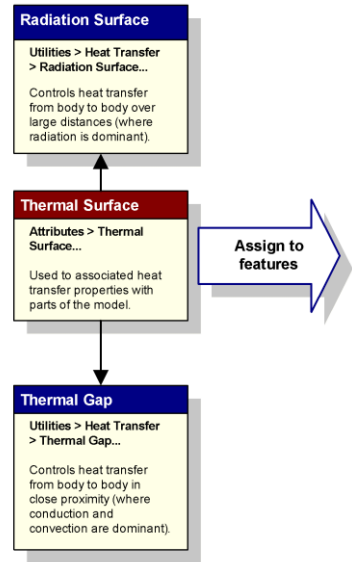 Radiation Surface
Utilities > Heat Transfer
> Radiation Surface...
Controls heat transfer
from body to body over
large distances (where
radiation is dominant).
Thermal Surface
Attributes > Thermal
Surface...
Used to associated heat
transfer properties with
parts of the model.
Assign to
features
Thermal Gap
Utilities > Heat Transfer
> Thermal Gap...
Controls heat transfer
from body to body in
close proximity (where
conduction and
convection are dominant).